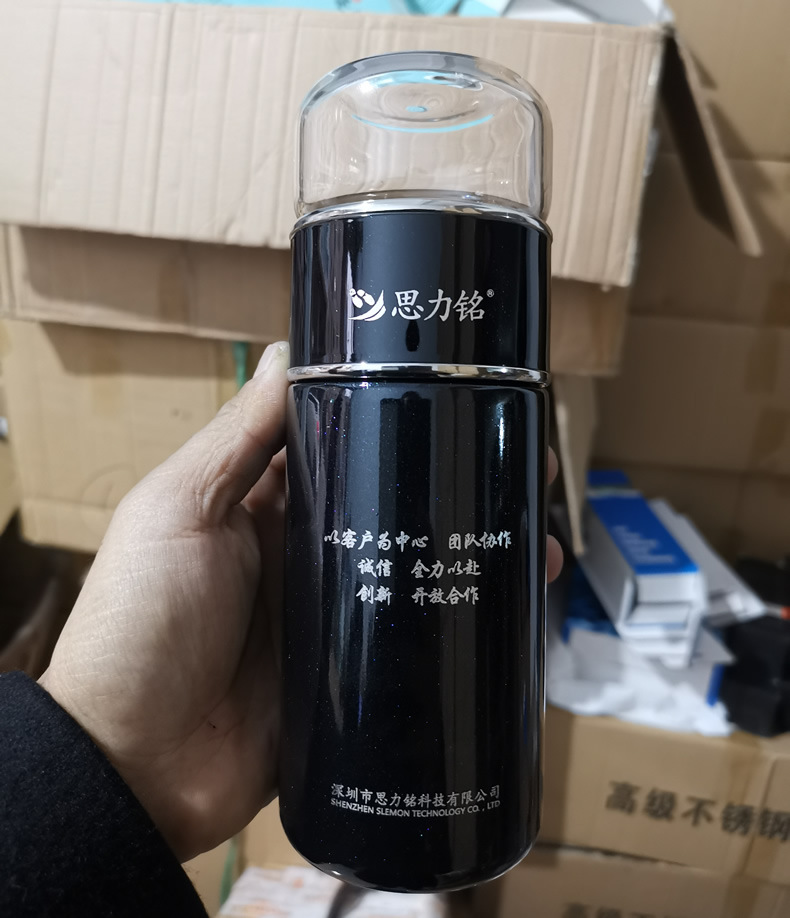 思力铭®
以客户为中心 团队协作
诚信 全力以赴
创新 开放合作
深圳市思力铭科技有限公司
SHENZHEN SLEMON TECHNOLOGY CO. , LTD
高级不锈钢